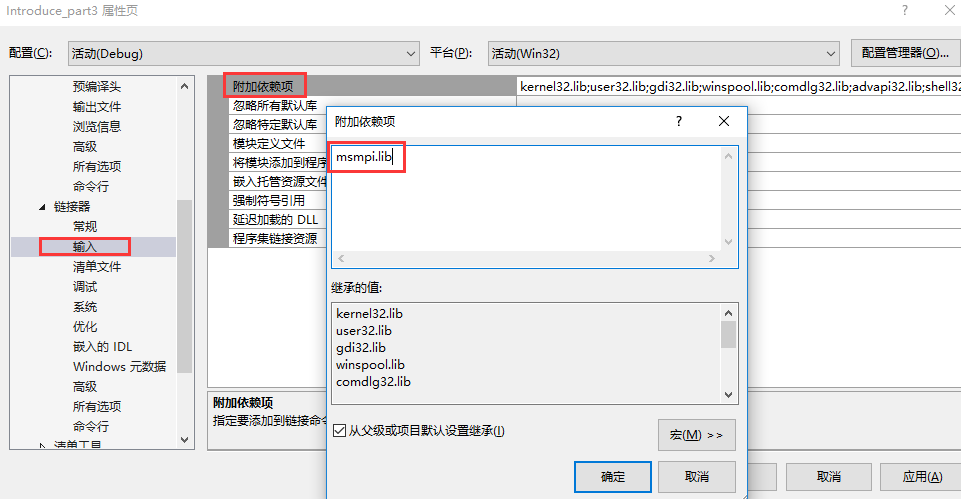 Introduce_part3 属性页
?
配置(C):
活动(Debug)
平台(P):
活动(Win32)
配置管理器(O)...
预编译头
输出文件
浏览信息
高级
所有选项
命令行
链接器
常规
输入
清单文件
调试
系统
优化
嵌入的 IDL
Windows 元数据
高级
所有选项
命令行
清单工具
附加依赖项
kernel32.lib;user32.lib;gdi32.lib;winspool.lib;comdlg32.lib;advapi32.lib;shell32
忽略所有默认库
忽略特定默认库
模块定义文件
将模块添加到程序
嵌入托管资源文件
强制符号引用
延迟加载的 DLL
程序集链接资源
附加依赖项
指定要添加到链接命令
附加依赖项
?
msmpi.lib
继承的值:
kernel32.lib
user32.lib
gdi32.lib
winspool.lib
comdlg32.lib
从父级或项目默认设置继承(I)
宏(M) >>
确定
取消
取消
应用(A)